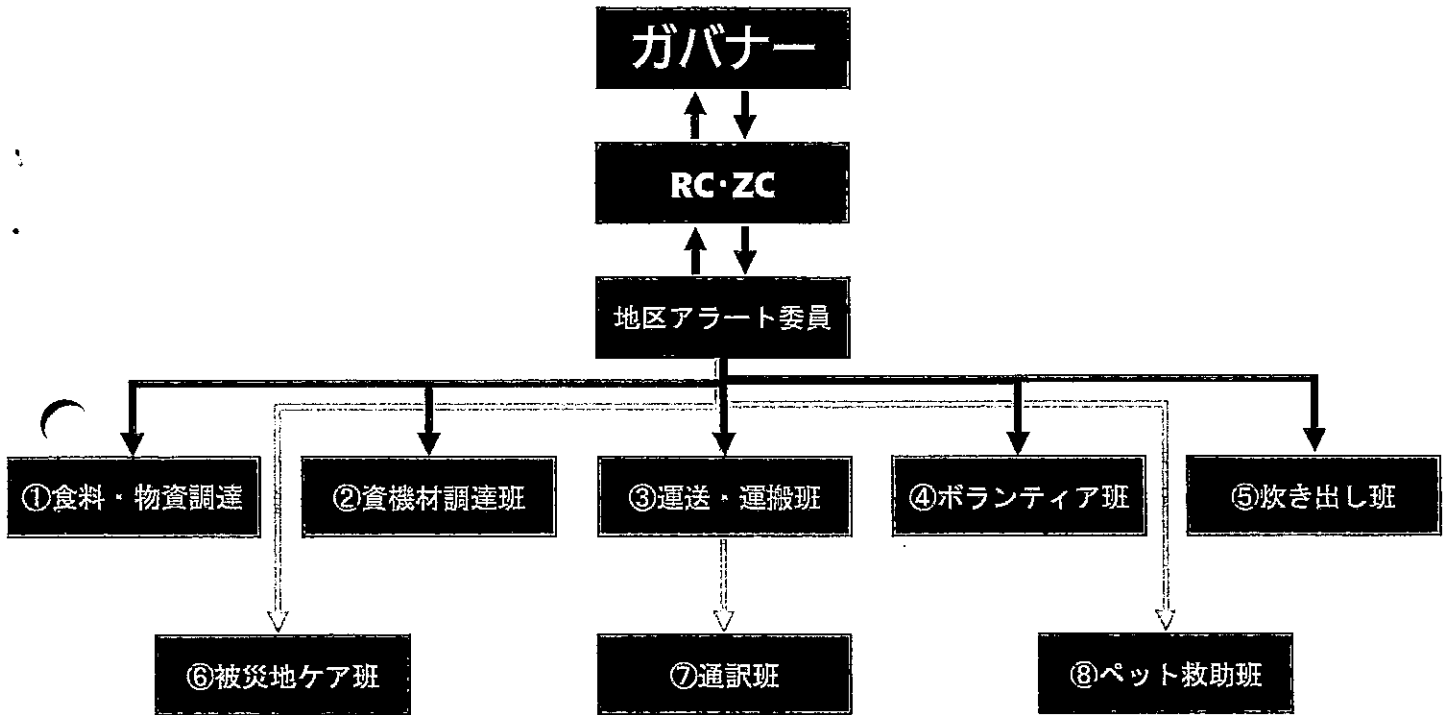 ガバナー
RC・ZC
地区アラート委員
①食料・物資調達
②資機材調達班
③運送・運搬班
④ボランティア班
⑤炊き出し班
⑥被災地ケア班
⑦通訳班
⑧ペット救助班